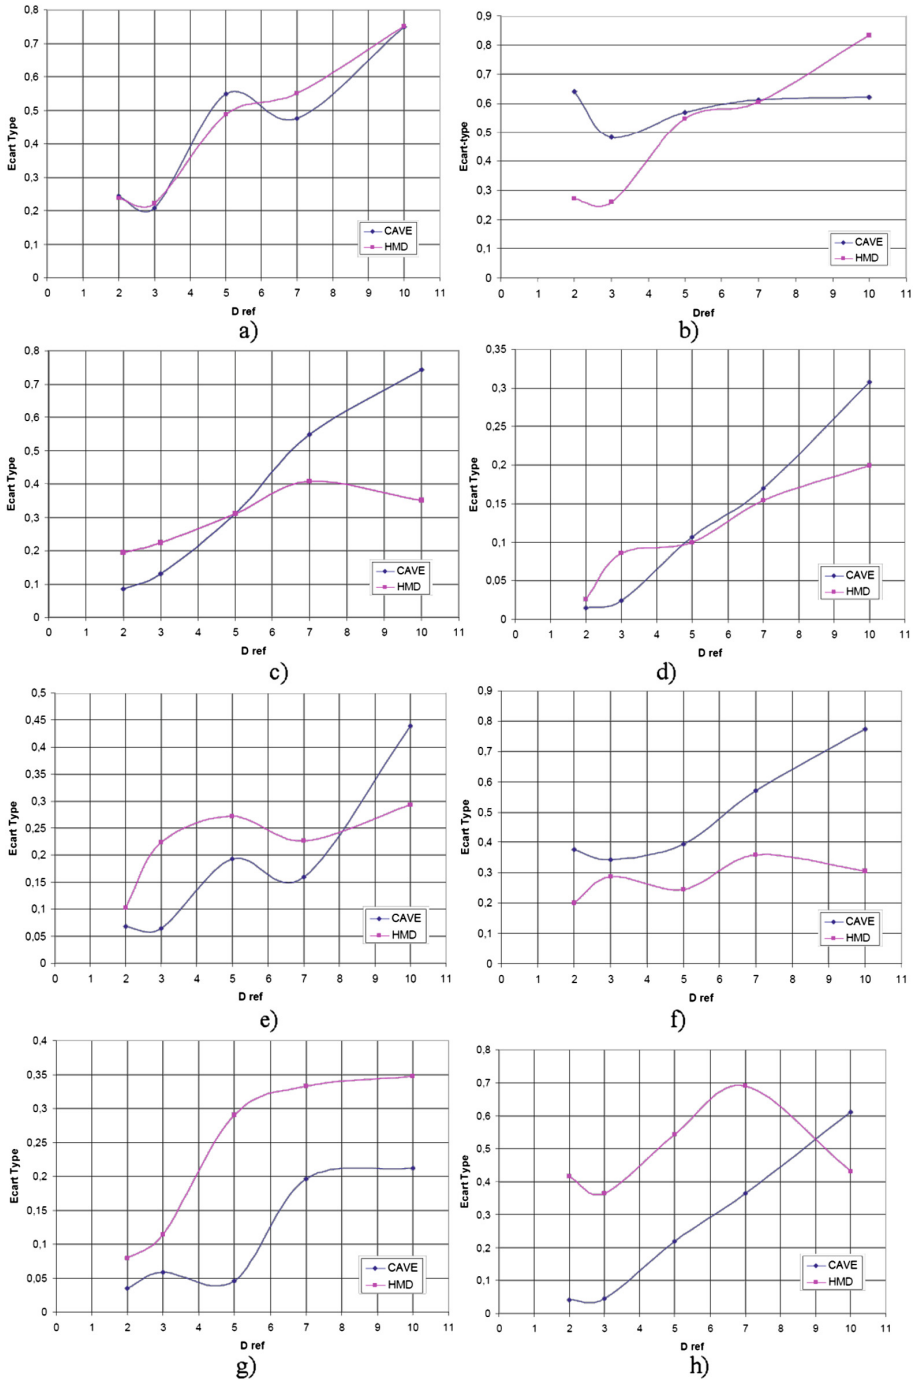 0,8
0,7
0,6
0,5
0,4
0,3
0,2
0,1
0
Ecart Type
CAVE
HMD
0 1 2 3 4 5 6 7 8 9 10 11
D ref
a)
0,9
0,8
0,7
0,6
0,5
0,4
0,3
0,2
0,1
0
Ecart-type
CAVE
HMD
0 1 2 3 4 5 6 7 8 9 10 11
Dref
b)
0,8
0,7
0,6
0,5
0,4
0,3
0,2
0,1
0
Ecart Type
CAVE
HMD
0 1 2 3 4 5 6 7 8 9 10 11
D ref
c)
0,35
0,3
0,25
0,2
0,15
0,1
0,05
0
Ecart Type
CAVE
HMD
0 1 2 3 4 5 6 7 8 9 10 11
D ref
d)
0,5
0,45
0,4
0,35
0,3
0,25
0,2
0,15
0,1
0,05
0
Ecart Type
CAVE
HMD
0 1 2 3 4 5 6 7 8 9 10 11
D ref
e)
0,9
0,8
0,7
0,6
0,5
0,4
0,3
0,2
0,1
0
Ecart Type
CAVE
HMD
0 1 2 3 4 5 6 7 8 9 10 11
D ref
f)
0,4
0,35
0,3
0,25
0,2
0,15
0,1
0,05
0
Ecart Type
CAVE
HMD
0 1 2 3 4 5 6 7 8 9 10 11
D ref
g)
0,8
0,7
0,6
0,5
0,4
0,3
0,2
0,1
0
Ecart Type
CAVE
HMD
0 1 2 3 4 5 6 7 8 9 10 11
D ref
h)